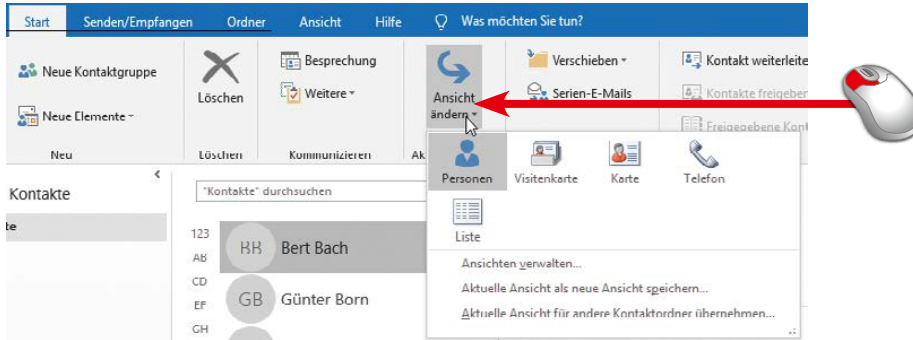 Start Senden/Empfangen Ordner Ansicht Hilfe Was möchten Sie tun?
Neue Kontaktgruppe
Neue Elemente
Neu
Löschen
Löschen
Besprechung
Weitere
Kommunizieren
Ansicht
ändern
Ak
Verschieben
Serien-E-Mails
Kontakt weiterleite
Kontakte freigeber
Freigegebene Kont
Personen Visitenkarte Karte Telefon
Liste
Ansichten verwalten...
Aktuelle Ansicht als neue Ansicht speichern...
Aktuelle Ansicht für andere Kontaktordner übernehmen...
Kontakte
te
"Kontakte" durchsuchen
123
AB
CD
EF
GH
BB Bert Bach
GB Günter Born